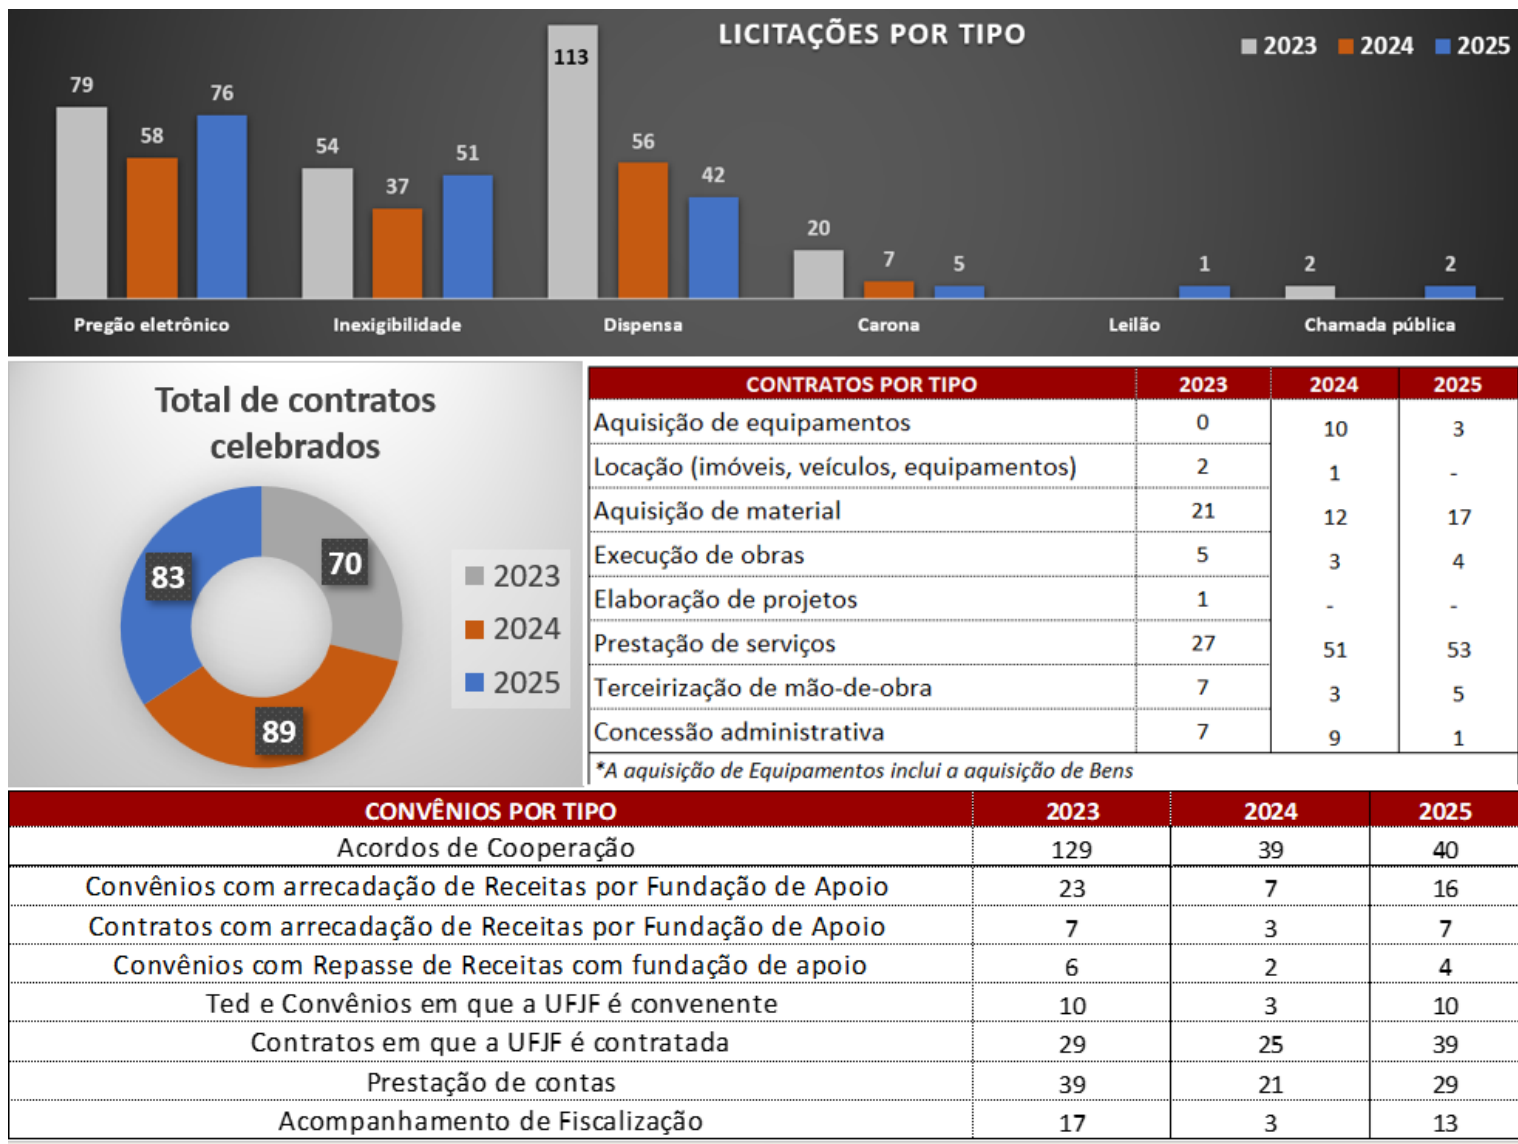 LICITAÇÕES POR TIPO
2023 2024 2025
79 58 76
54 37 51
113 56 42
20 7 5
1
2 2
Pregão eletrônico Inexigibilidade Dispensa Carona Leilão Chamada pública
Total de contratos
celebrados
70
89
83
2023
2024
2025
CONTRATOS POR TIPO 2023 2024 2025
Aquisição de equipamentos 0 10 3
Locação (imóveis, veículos, equipamentos) 2 1 -
Aquisição de material 21 12 17
Execução de obras 5 3 4
Elaboração de projetos 1 - -
Prestação de serviços 27 51 53
Terceirização de mão-de-obra 7 3 5
Concessão administrativa 7 9 1
*A aquisição de Equipamentos inclui a aquisição de Bens
CONVÊNIOS POR TIPO 2023 2024 2025
Acordos de Cooperação 129 39 40
Convênios com arrecadação de Receitas por Fundação de Apoio 23 7 16
Contratos com arrecadação de Receitas por Fundação de Apoio 7 3 7
Convênios com Repasse de Receitas com fundação de apoio 6 2 4
Ted e Convênios em que a UFJF é convenente 10 3 10
Contratos em que a UFJF é contratada 29 25 39
Prestação de contas 39 21 29
Acompanhamento de Fiscalização 17 3 13